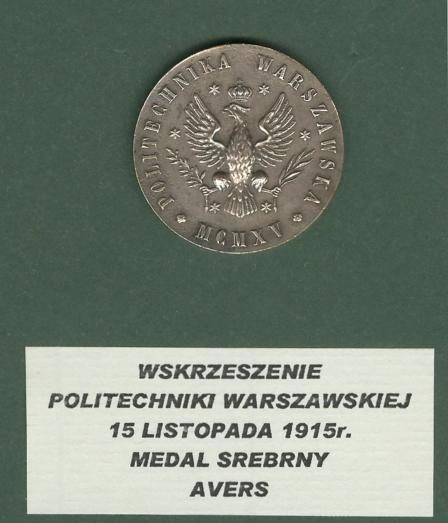 POLITECHNIKA WARSZAWSKA
MCMXV
WSKRZESZENIE
POLITECHNIKI WARSZAWSKIEJ
15 LISTOPADA 1915r.
MEDAL SREBRNY
AVERS